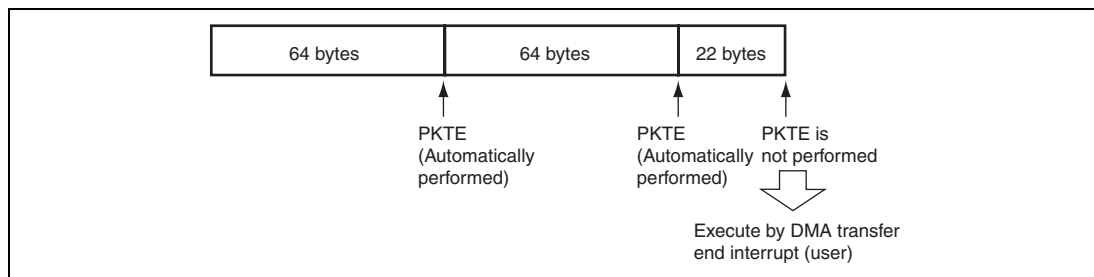 64 bytes
64 bytes
22 bytes
PKTE
(Automatically
performed)
PKTE
(Automatically
performed)
PKTE is
not performed
Execute by DMA transfer
end interrupt (user)